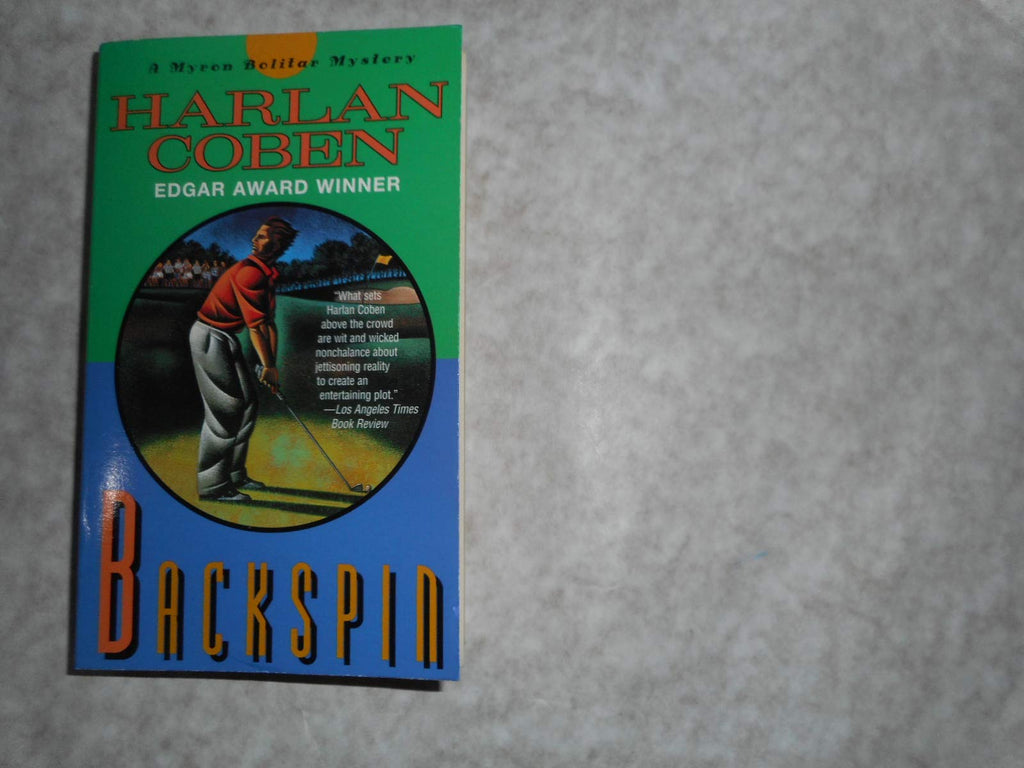 A Myron Bolitar Mystery
HARLAN
COBEN
EDGAR AWARD WINNER
"What sets
Harlan Coben
above the crowd
are wit and wicked
nonchalance about
jettisoning reality
to create an
entertaining plot."
—Los Angeles Times
Book Review
BACKSPIN